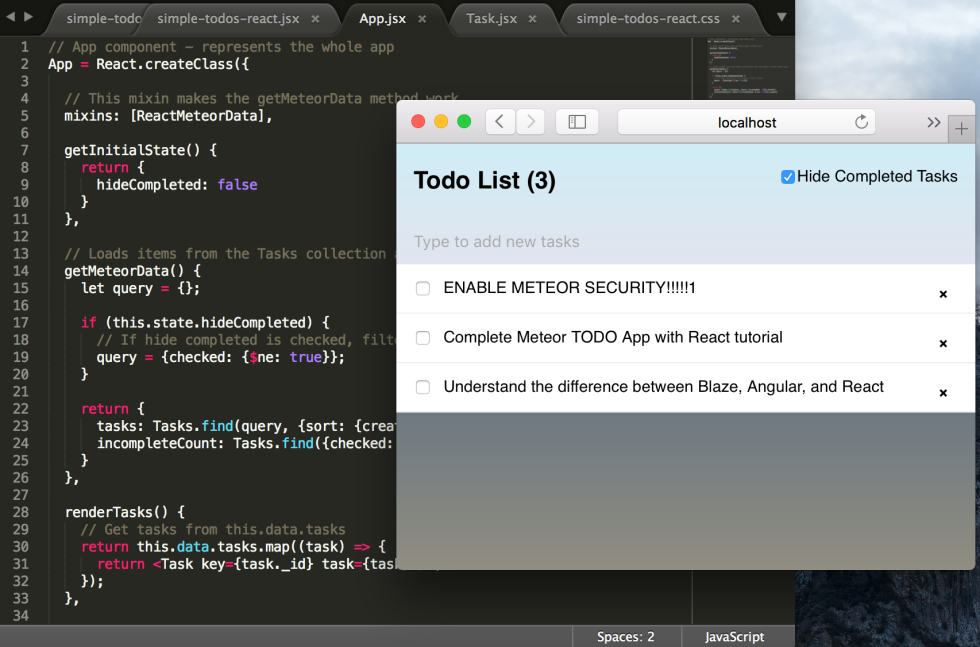 simple-todo
simple-todos-react.jsx ×
App.jsx ×
Task.jsx ×
simple-todos-react.css ×
1 // App component – represents the whole app
2 App = React.createClass({
3
4 // This mixin makes the getMeteorData method work
5 mixins: [ReactMeteorData],
6
7 getInitialState() {
8 return {
9 hideCompleted: false
10 }
11 },
12
13 // Loads items from the Tasks collection
14 getMeteorData() {
15 let query = {};
16
17 if (this.state.hideCompleted) {
18 // If hide completed is checked, filt
19 query = {checked: {$ne: true}};
20 }
21
22 return {
23 tasks: Tasks.find(query, {sort: {crea
24 incompleteCount: Tasks.find({checked:
25 }
26 },
27
28 renderTasks() {
29 // Get tasks from this.data.tasks
30 return this.data.tasks.map((task) => {
31 return <Task key={task._id} task={tas
32 });
33 },
34
Spaces: 2
JavaScript
localhost
Todo List (3)
Hide Completed Tasks
Type to add new tasks
ENABLE METEOR SECURITY!!!!!1 ×
Complete Meteor TODO App with React tutorial ×
Understand the difference between Blaze, Angular, and React ×